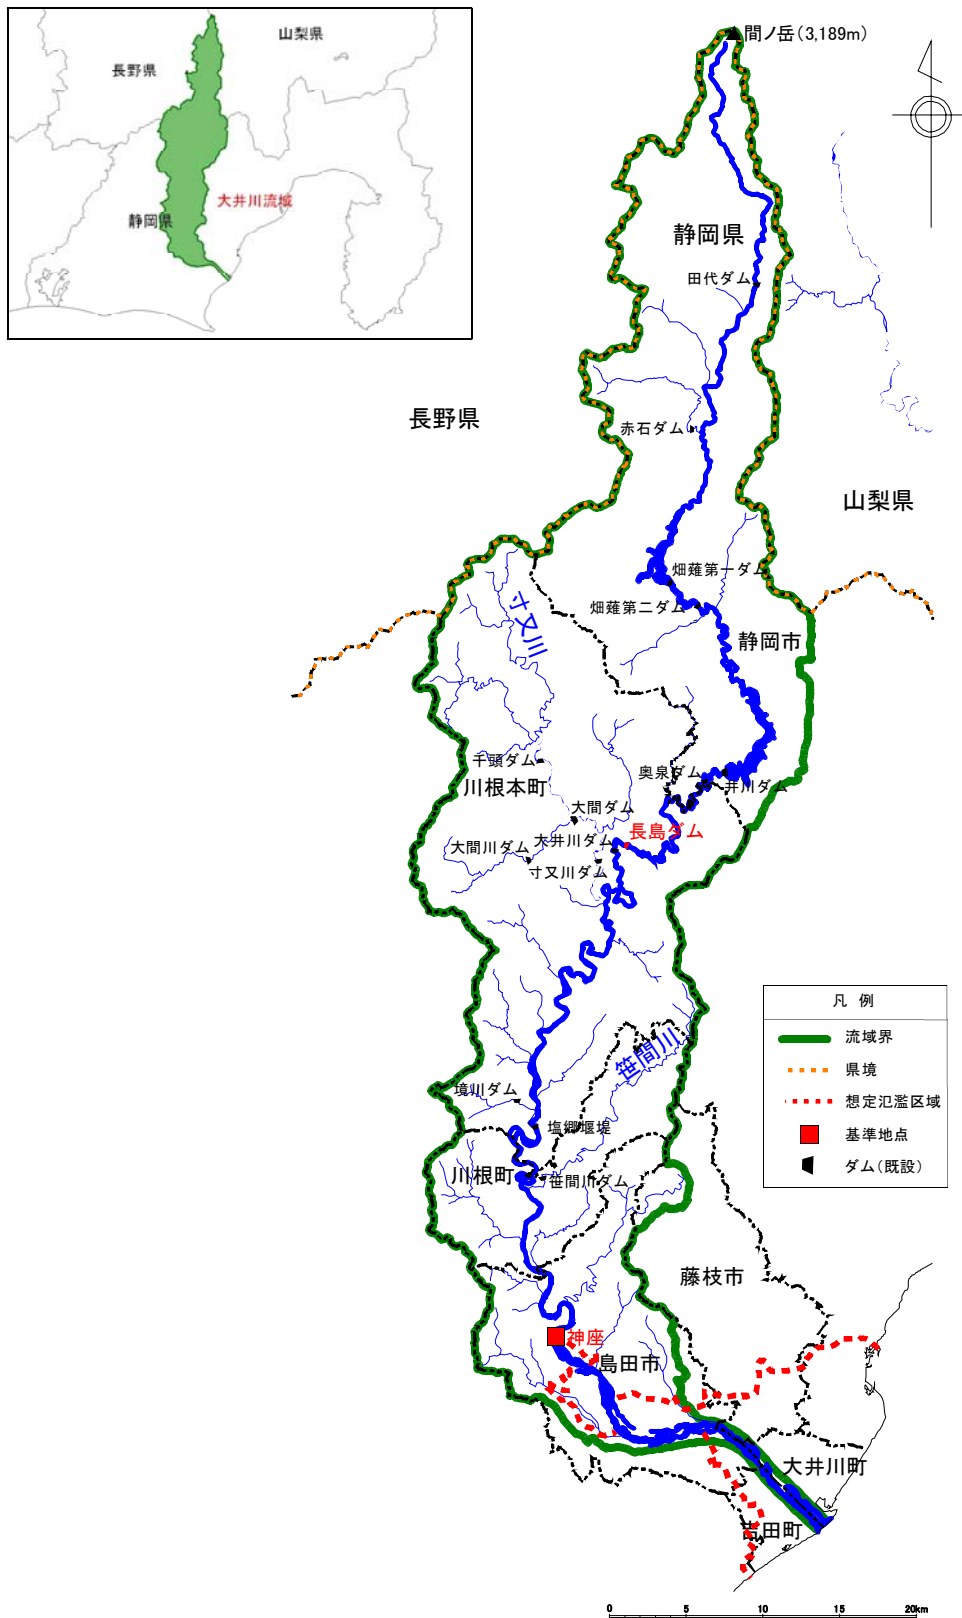 山梨県
長野県
大井川流域
静岡県
間ノ岳(3,189m)
静岡県
田代ダム
長野県
赤石ダム
山梨県
畑薙第一ダム
寸又川
畑薙第二ダム
静岡市
千頭ダム
奥泉ダム
川根本町
井川ダム
大間ダム
長島ダム
大井川ダム
大間川ダム
寸又川ダム
凡 例
流域界
県境
想定氾濫区域
基準地点
ダム(既設)
笹間川
境川ダム
塩郷堰堤
川根町
笹間川ダム
藤枝市
神座
島田市
大井川町
吉田町
0 5 10 15 20km